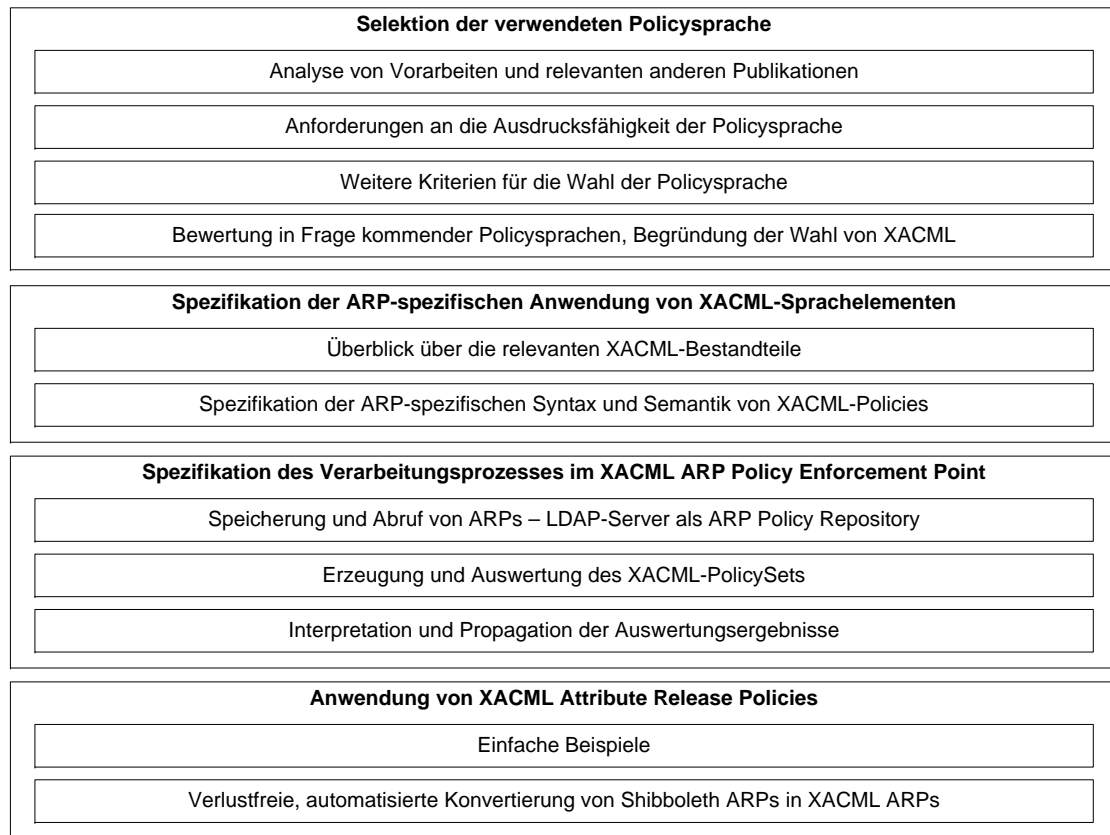 Selektion der verwendeten Policysprache
Analyse von Vorarbeiten und relevanten anderen Publikationen
Anforderungen an die Ausdrucksfähigkeit der Policysprache
Weitere Kriterien für die Wahl der Policysprache
Bewertung in Frage kommender Policysprachen, Begründung der Wahl von XACML
Spezifikation der ARP-spezifischen Anwendung von XACML-Sprachelementen
Überblick über die relevanten XACML-Bestandteile
Spezifikation der ARP-spezifischen Syntax und Semantik von XACML-Policies
Spezifikation des Verarbeitungsprozesses im XACML ARP Policy Enforcement Point
Speicherung und Abruf von ARPs – LDAP-Server als ARP Policy Repository
Erzeugung und Auswertung des XACML-PolicySets
Interpretation und Propagation der Auswertungsergebnisse
Anwendung von XACML Attribute Release Policies
Einfache Beispiele
Verlustfreie, automatisierte Konvertierung von Shibboleth ARPs in XACML ARPs